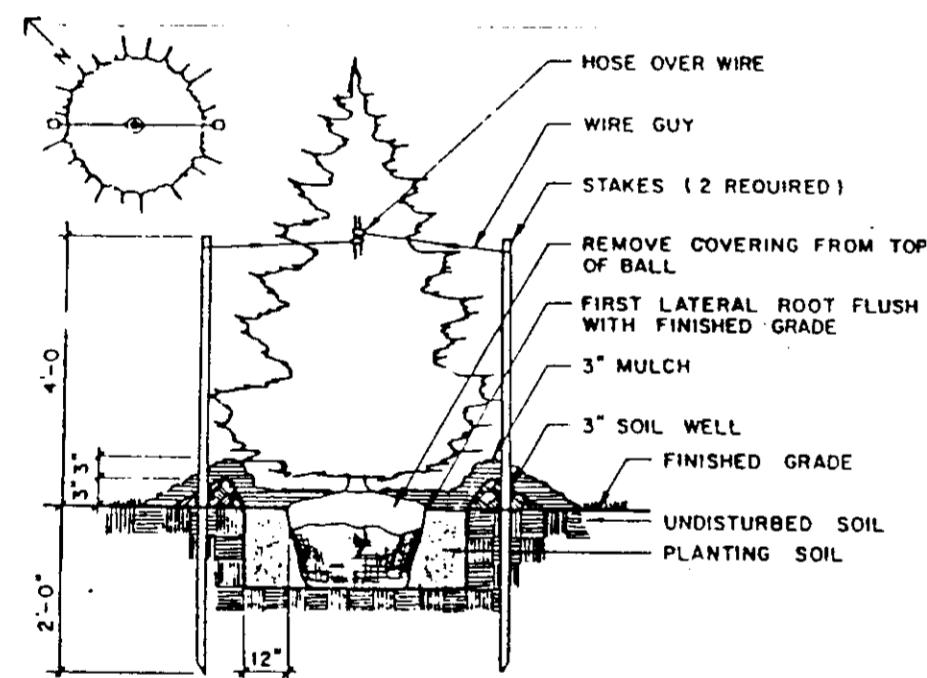 N
HOSE OVER WIRE
WIRE GUY
STAKES (2 REQUIRED)
REMOVE COVERING FROM TOP
OF BALL
FIRST LATERAL ROOT FLUSH
WITH FINISHED GRADE
3" MULCH
3" SOIL WELL
FINISHED GRADE
UNDISTURBED SOIL
PLANTING SOIL
4'-0
3" 3"
2'-0"
12"